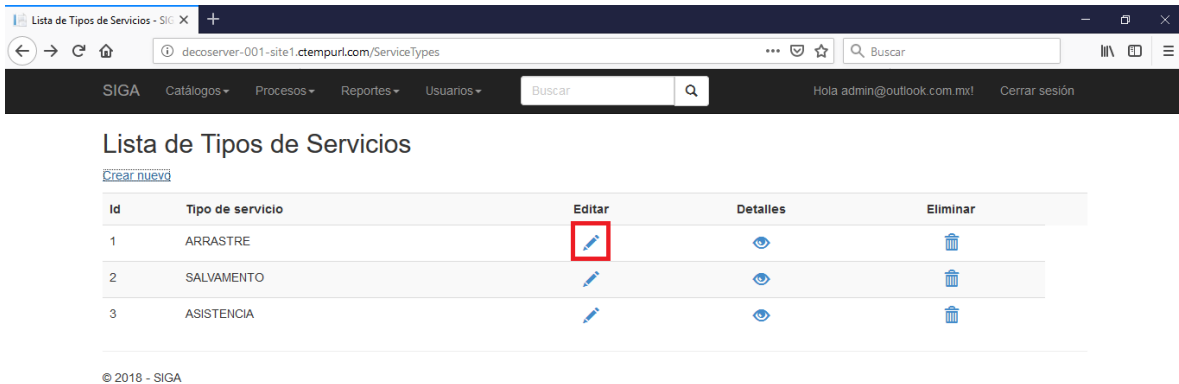 Lista de Tipos de Servicios - SIG
decoserver-001-site1.ctempurl.com/ServiceTypes
Buscar
SIGA Catálogos Procesos Reportes Usuarios Buscar Hola admin@outlook.com.mx! Cerrar sesión
Lista de Tipos de Servicios
Crear nuevo
Id Tipo de servicio Editar Detalles Eliminar
1 ARRASTRE
2 SALVAMENTO
3 ASISTENCIA
© 2018 - SIGA